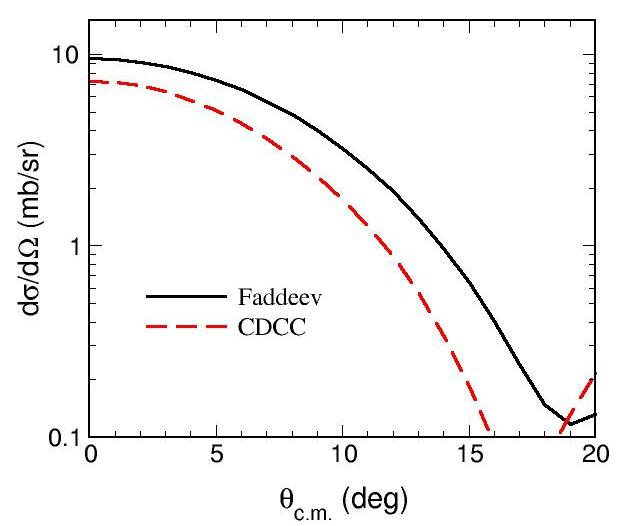 10
1
0.1
dσ/dΩ (mb/sr)
Faddeev
CDCC
0 5 10 15 20
θc.m. (deg)